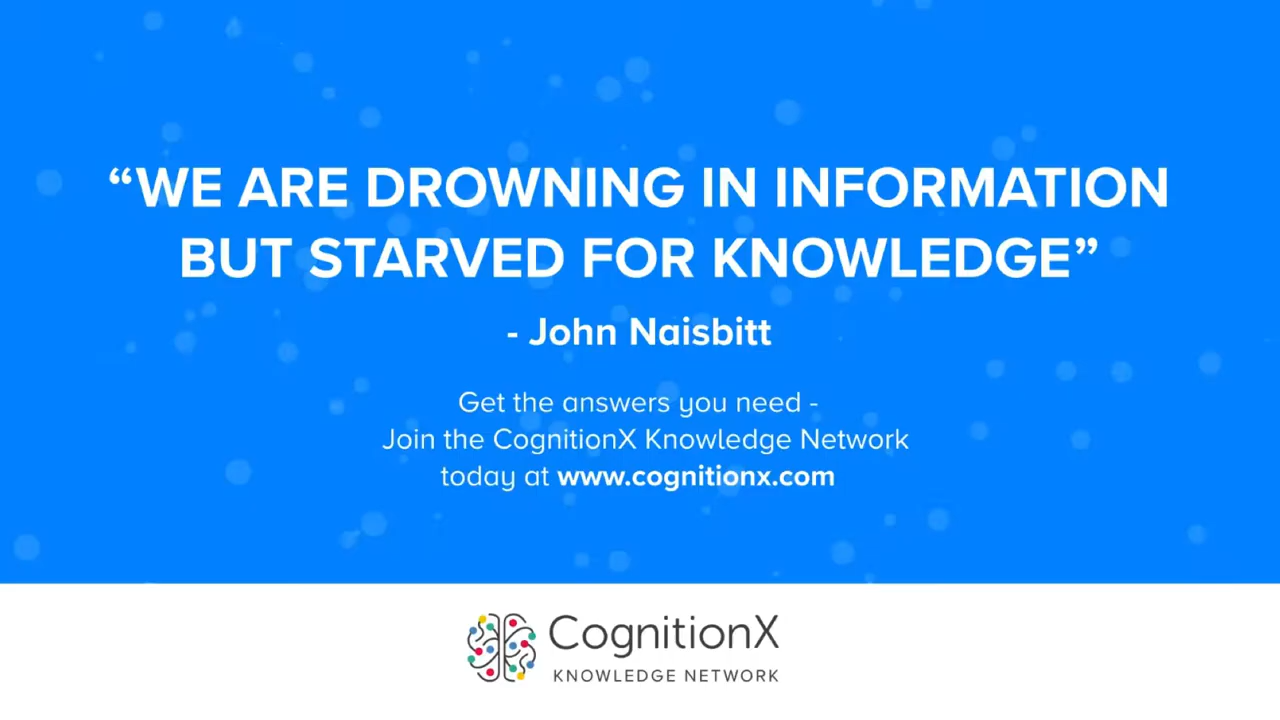 “WE ARE DROWNING IN INFORMATION
BUT STARVED FOR KNOWLEDGE”
- John Naisbitt
Get the answers you need -
Join the CognitionX Knowledge Network
today at www.cognitionx.com
CognitionX
KNOWLEDGE NETWORK